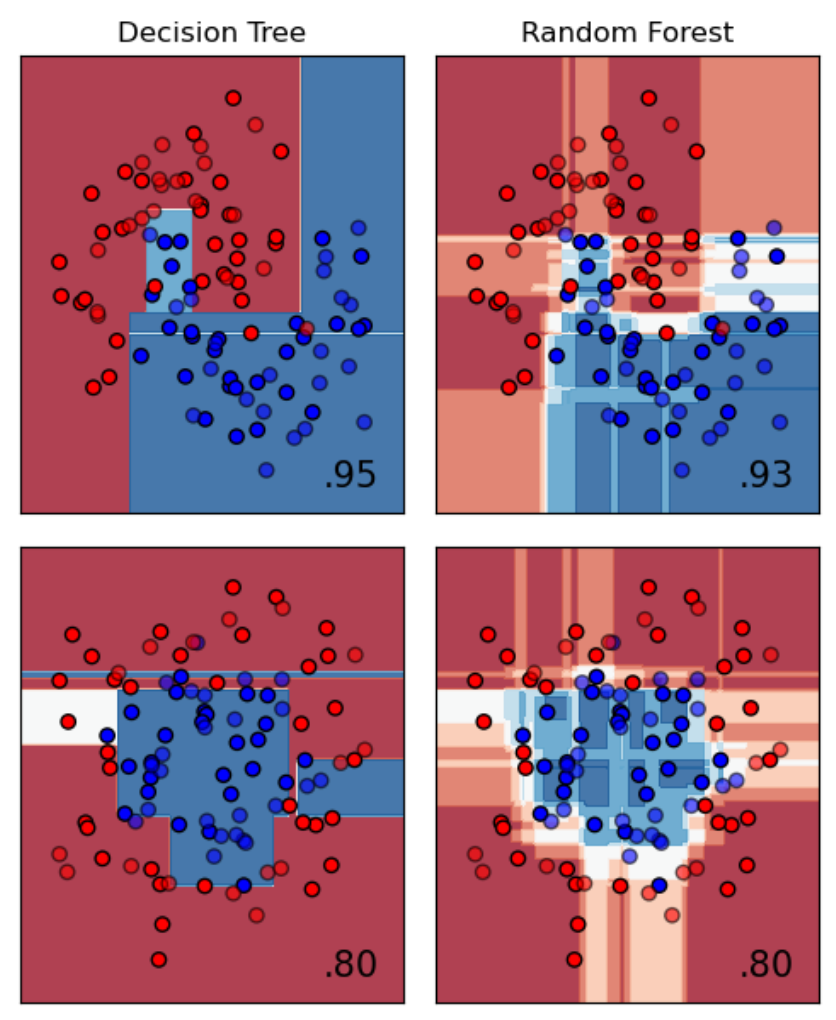 Decision Tree
Random Forest
.95
.93
.80
.80